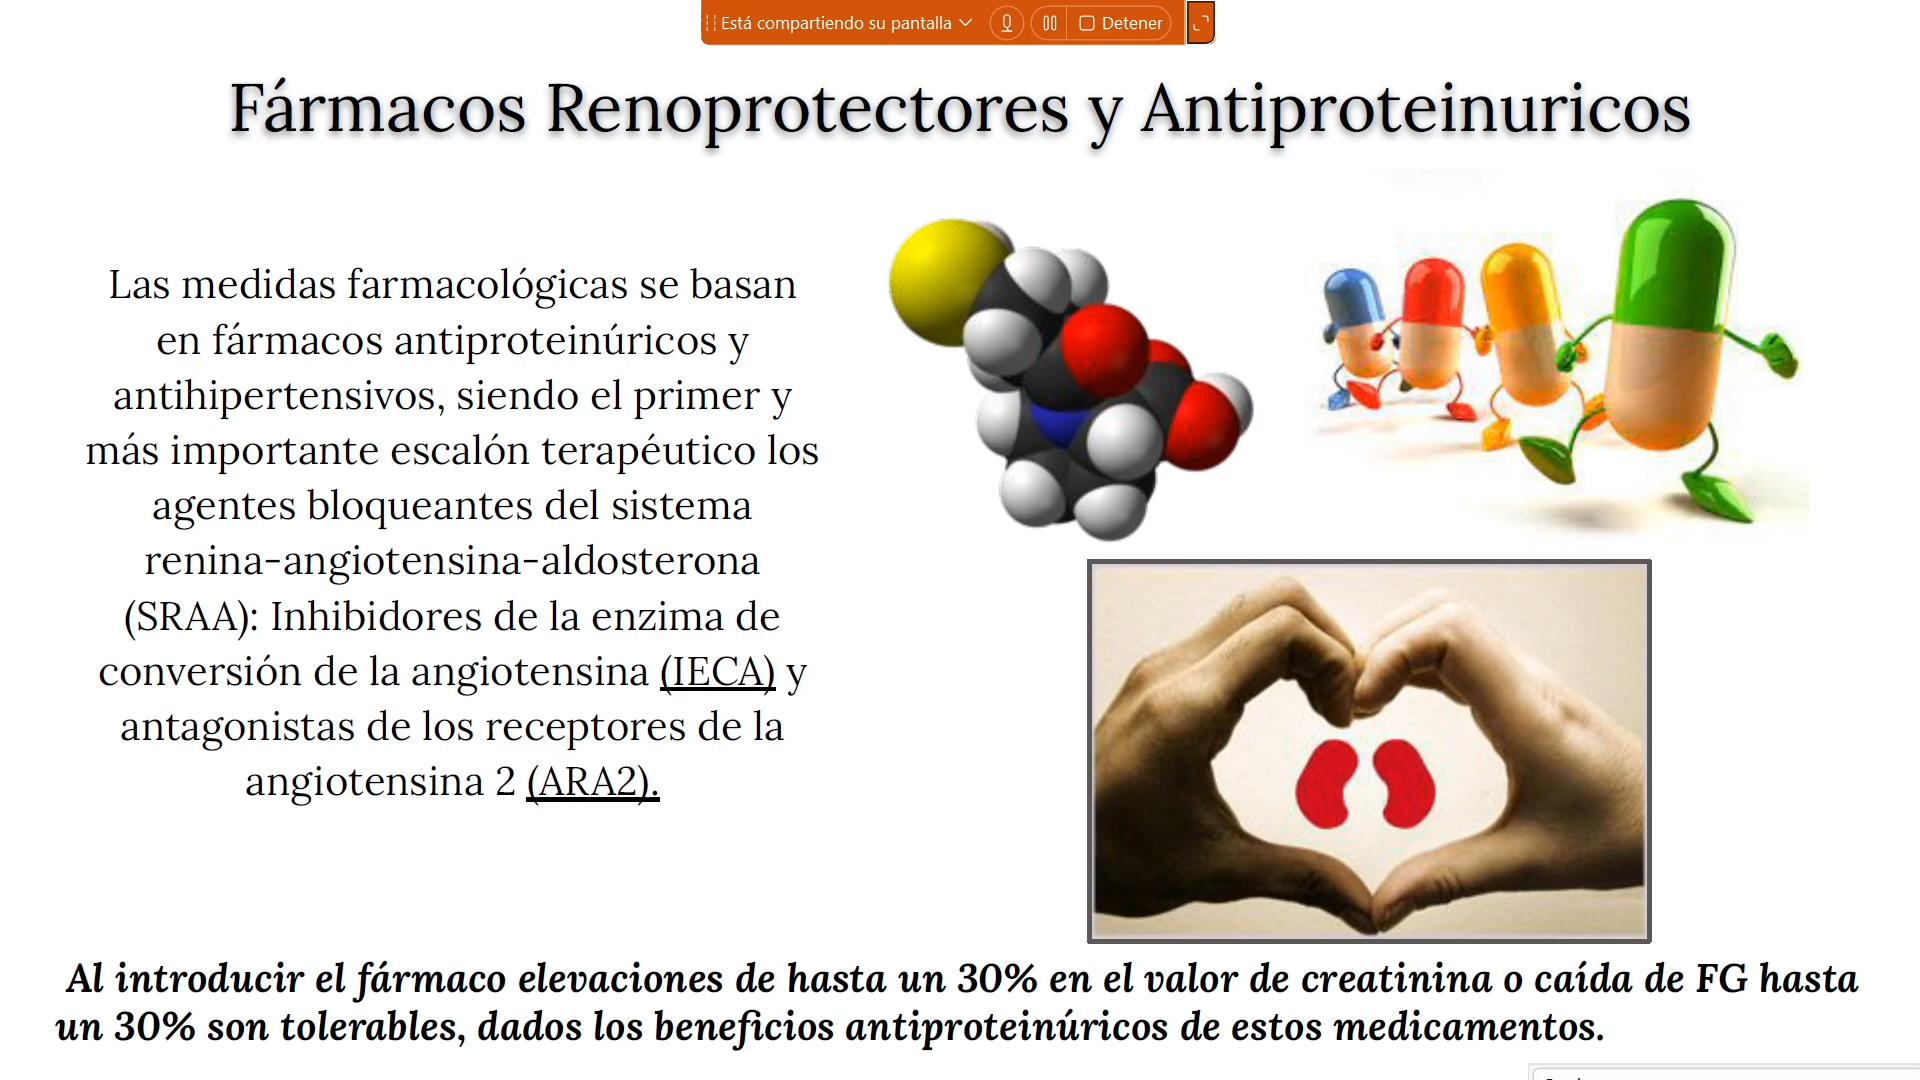 Está compartiendo su pantalla
Detener
Fármacos Renoprotectores y Antiproteinuricos
Las medidas farmacológicas se basan
en fármacos antiproteinúricos y
antihipertensivos, siendo el primer y
más importante escalón terapéutico los
agentes bloqueantes del sistema
renina-angiotensina-aldosterona
(SRAA): Inhibidores de la enzima de
conversión de la angiotensina (IECA) y
antagonistas de los receptores de la
angiotensina 2 (ARA2).
Al introducir el fármaco elevaciones de hasta un 30% en el valor de creatinina o caída de FG hasta
un 30% son tolerables, dados los beneficios antiproteinúricos de estos medicamentos.